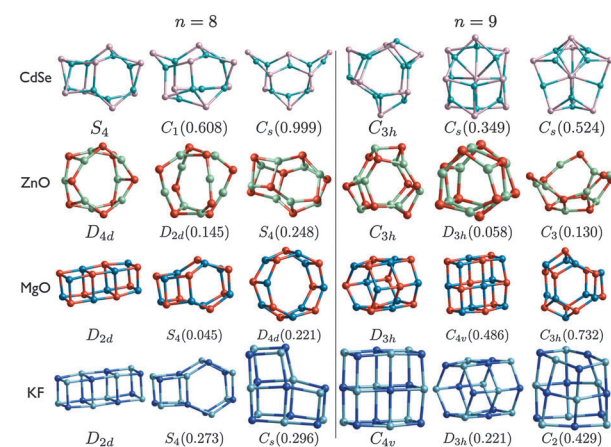 n = 8 n = 9
CdSe
S4 C1(0.608) Cs(0.999) C3h Cs(0.349) Cs(0.524)
ZnO
D4d D2d(0.145) S4(0.248) C3h D3h(0.058) C3(0.130)
MgO
D2d S4(0.045) D4d(0.221) D3h C4v(0.486) C3h(0.732)
KF
D2d S4(0.273) Cs(0.296) C4v D3h(0.221) C2(0.429)